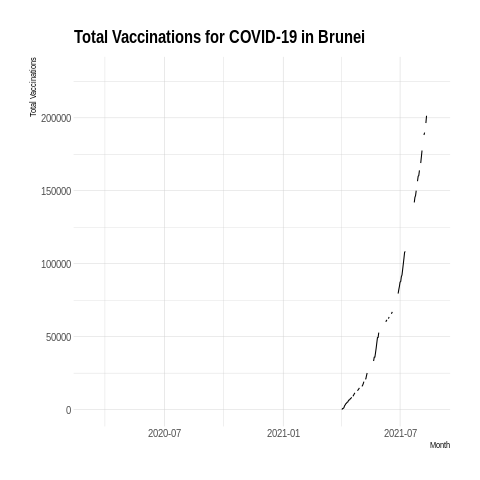 Total Vaccinations for COVID-19 in Brunei
Total Vaccinations
200000
150000
100000
50000
0
2020-07 2021-01 2021-07
Month